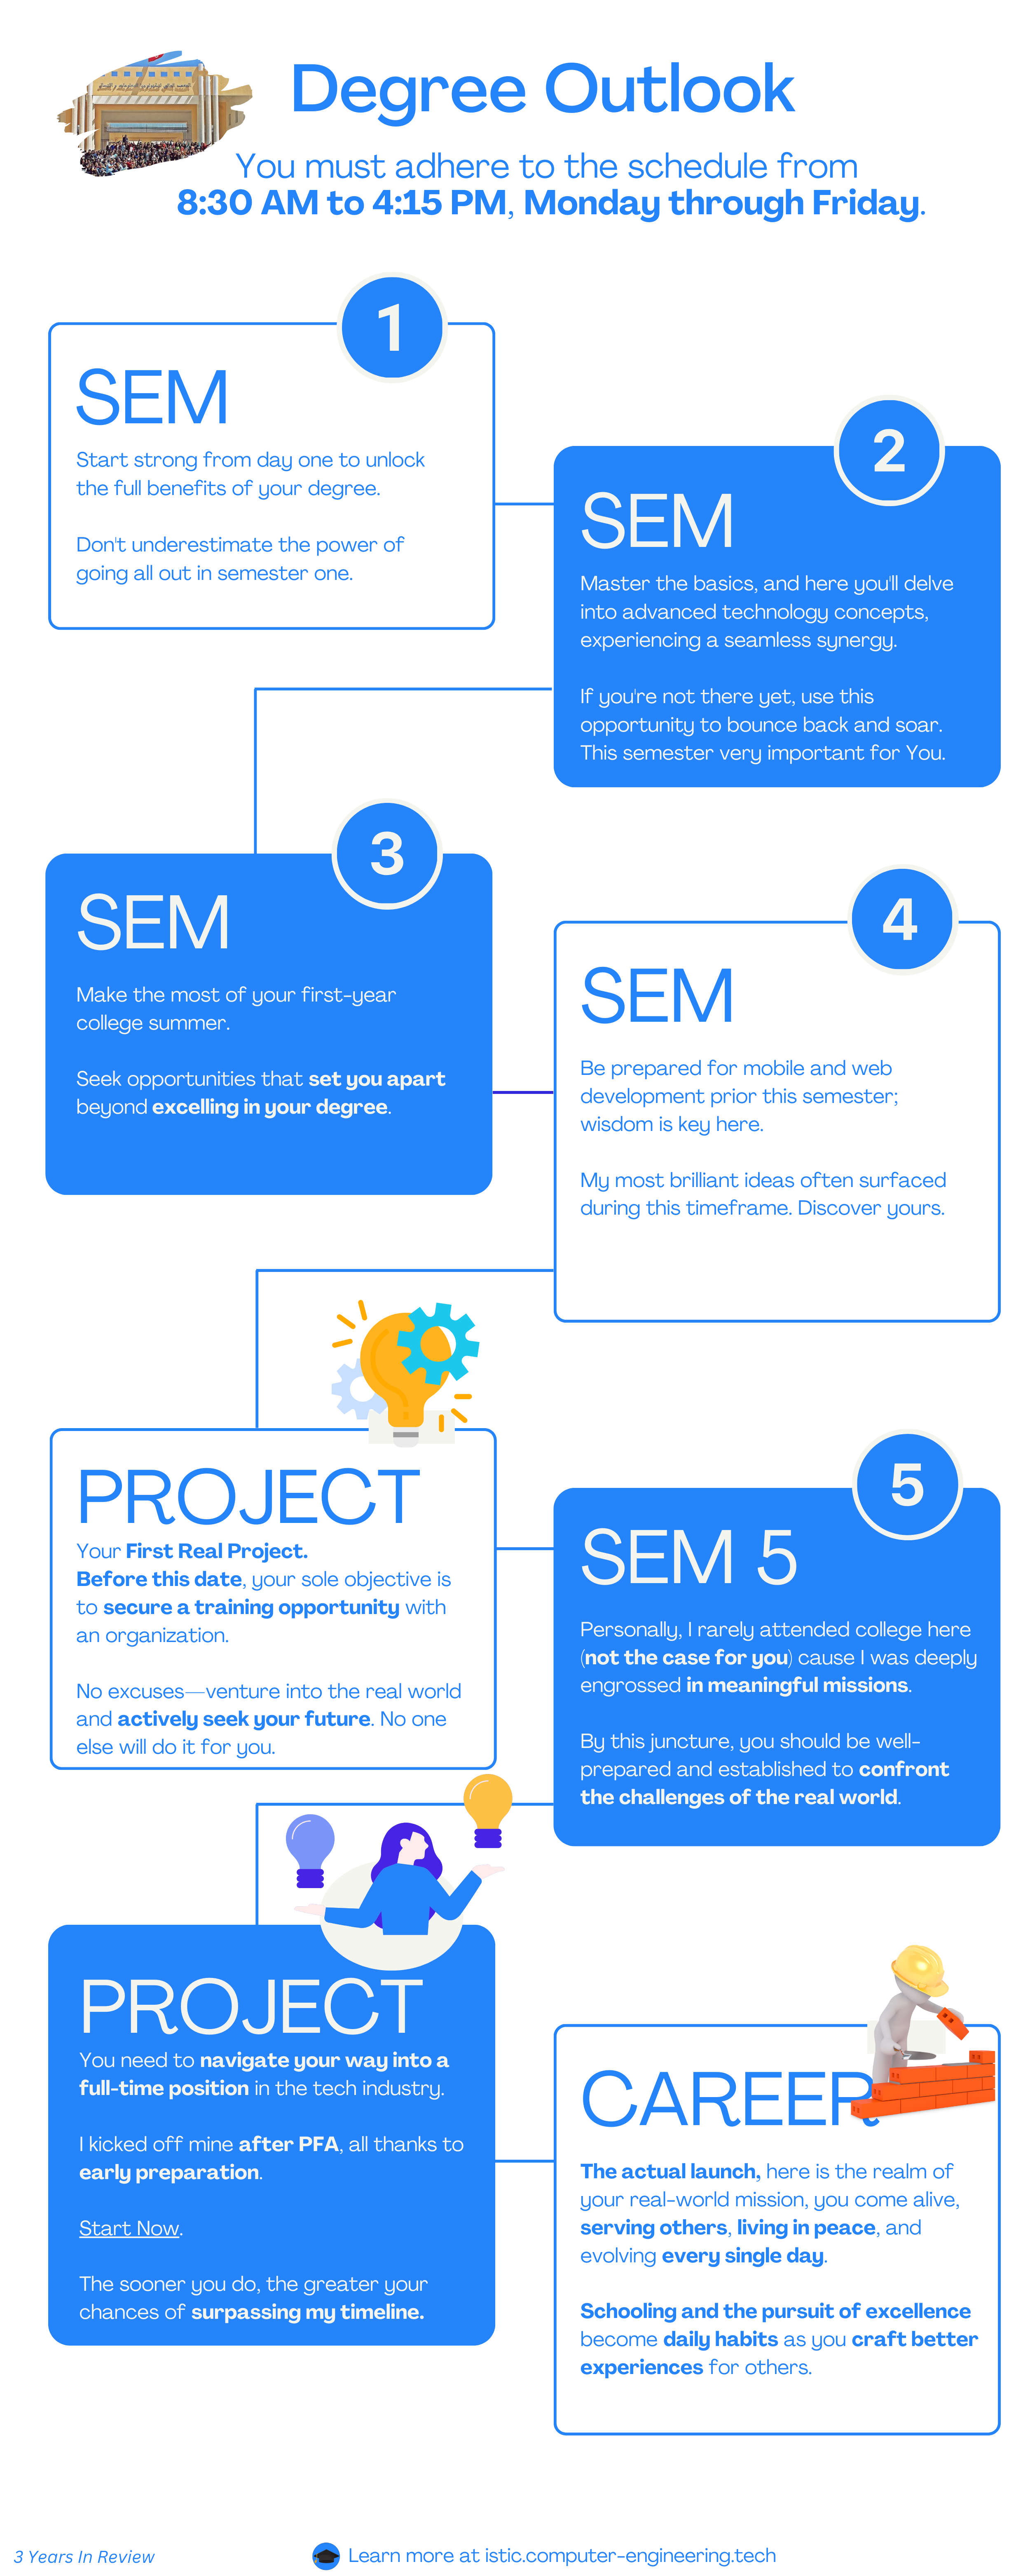 Degree Outlook
You must adhere to the schedule from
8:30 AM to 4:15 PM, Monday through Friday.
1
SEM
Start strong from day one to unlock
the full benefits of your degree.
Don't underestimate the power of
going all out in semester one.
2
SEM
Master the basics, and here you'll delve
into advanced technology concepts,
experiencing a seamless synergy.
If you're not there yet, use this
opportunity to bounce back and soar.
This semester very important for You.
3
SEM
Make the most of your first-year
college summer.
Seek opportunities that set you apart
beyond excelling in your degree.
4
SEM
Be prepared for mobile and web
development prior this semester;
wisdom is key here.
My most brilliant ideas often surfaced
during this timeframe. Discover yours.
PROJECT
Your First Real Project.
Before this date, your sole objective is
to secure a training opportunity with
an organization.
No excuses—venture into the real world
and actively seek your future. No one
else will do it for you.
5
SEM 5
Personally, I rarely attended college here
(not the case for you) cause I was deeply
engrossed in meaningful missions.
By this juncture, you should be well-
prepared and established to confront
the challenges of the real world.
PROJECT
You need to navigate your way into a
full-time position in the tech industry.
I kicked off mine after PFA, all thanks to
early preparation.
Start Now.
The sooner you do, the greater your
chances of surpassing my timeline.
CAREER
The actual launch, here is the realm of
your real-world mission, you come alive,
serving others, living in peace, and
evolving every single day.
Schooling and the pursuit of excellence
become daily habits as you craft better
experiences for others.
3 Years In Review
Learn more at istic.computer-engineering.tech